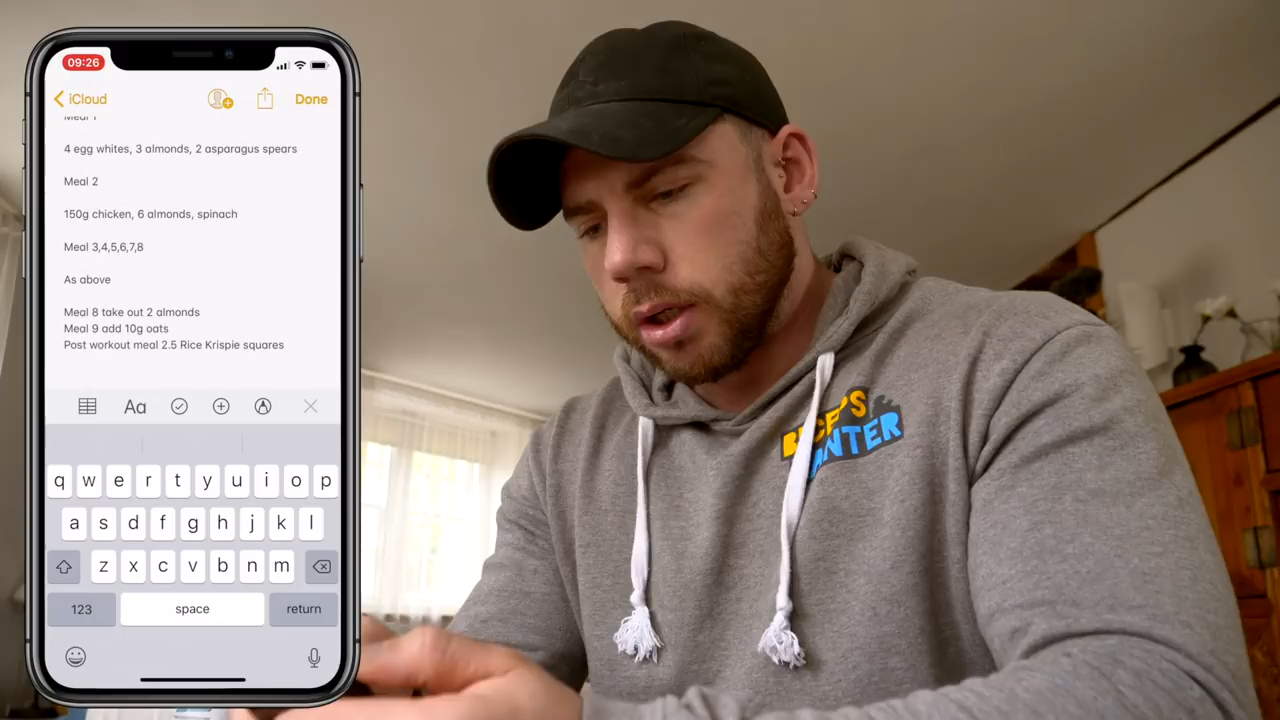 09:26
iCloud
Done
Meal 1
4 egg whites, 3 almonds, 2 asparagus spears
Meal 2
150g chicken, 6 almonds, spinach
Meal 3,4,5,6,7,8
As above
Meal 8 take out 2 almonds
Meal 9 add 10g oats
Post workout meal 2.5 Rice Krispie squares
Aa
q w e r t y u i o p
a s d f g h j k l
z x c v b n m
123 space return